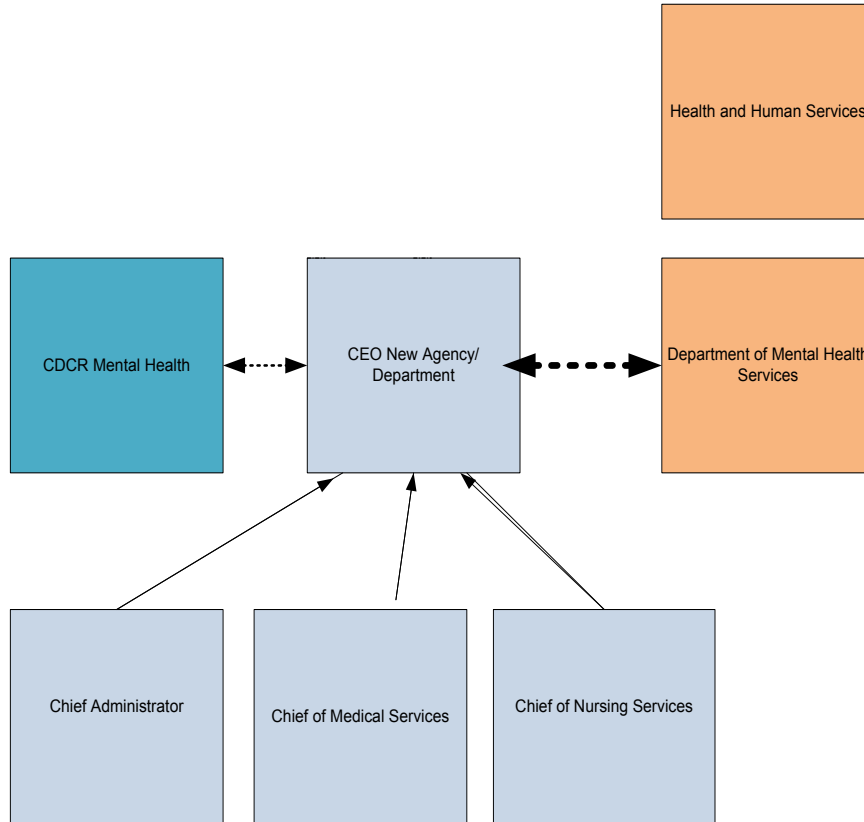 Health and Human Services
CDCR Mental Health
CEO New Agency/
Department
Department of Mental Health
Services
Chief Administrator
Chief of Medical Services
Chief of Nursing Services